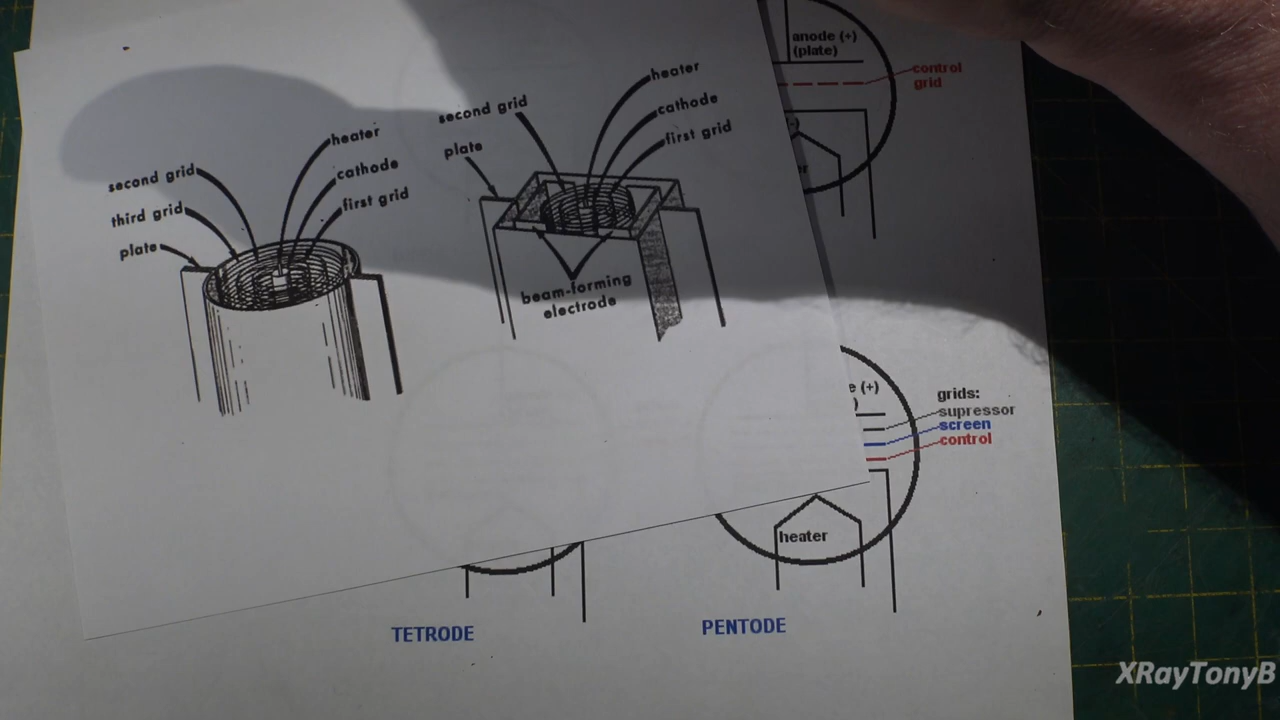 heater
cathode
first grid
second grid
third grid
plate
heater
cathode
first grid
second grid
plate
beam-forming
electrode
anode (+)
(plate)
control
grid
grids:
supressor
screen
control
heater
TETRODE
PENTODE
XRayTonyB